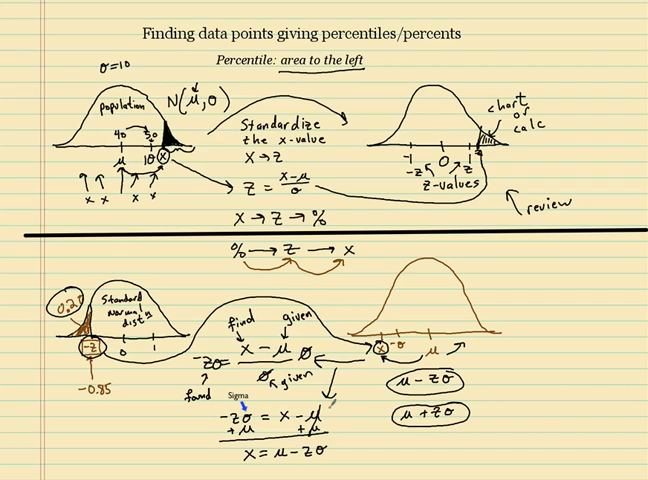 Finding data points giving percentiles/percents
Percentile: area to the left
σ=10
population
N(μ,σ)
40 50
μ 10 x
x x x x
Standardize
the x-value
x→z
z = x-μ/σ
x → z → %
chart
or
calc
-1 0 1
-z z
z-values
review
% → z → x
Standard
normal
dist'n
-z 0 1
-0.85
find given
-zσ = x - μ σ
σ given
found
Sigma
-zσ = x - μ
+μ +μ
x = μ - zσ
x -σ μ
μ - zσ
μ + zσ